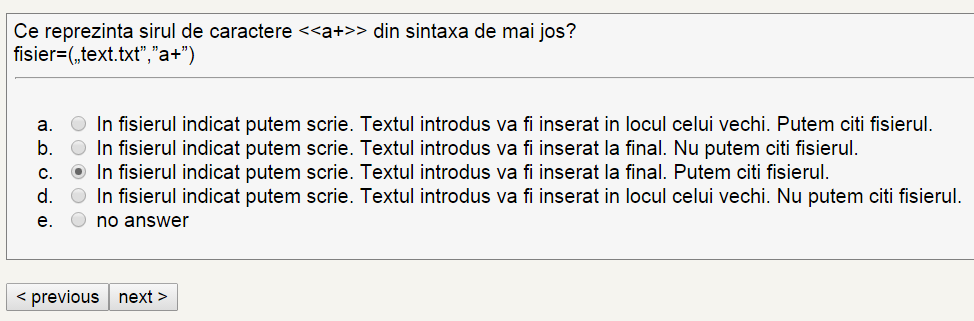 Ce reprezinta sirul de caractere <<a+>> din sintaxa de mai jos?
fisier=(„text.txt”,”a+”)
a. In fisierul indicat putem scrie. Textul introdus va fi inserat in locul celui vechi. Putem citi fisierul.
b. In fisierul indicat putem scrie. Textul introdus va fi inserat la final. Nu putem citi fisierul.
c. In fisierul indicat putem scrie. Textul introdus va fi inserat la final. Putem citi fisierul.
d. In fisierul indicat putem scrie. Textul introdus va fi inserat in locul celui vechi. Nu putem citi fisierul.
e. no answer
< previous next >